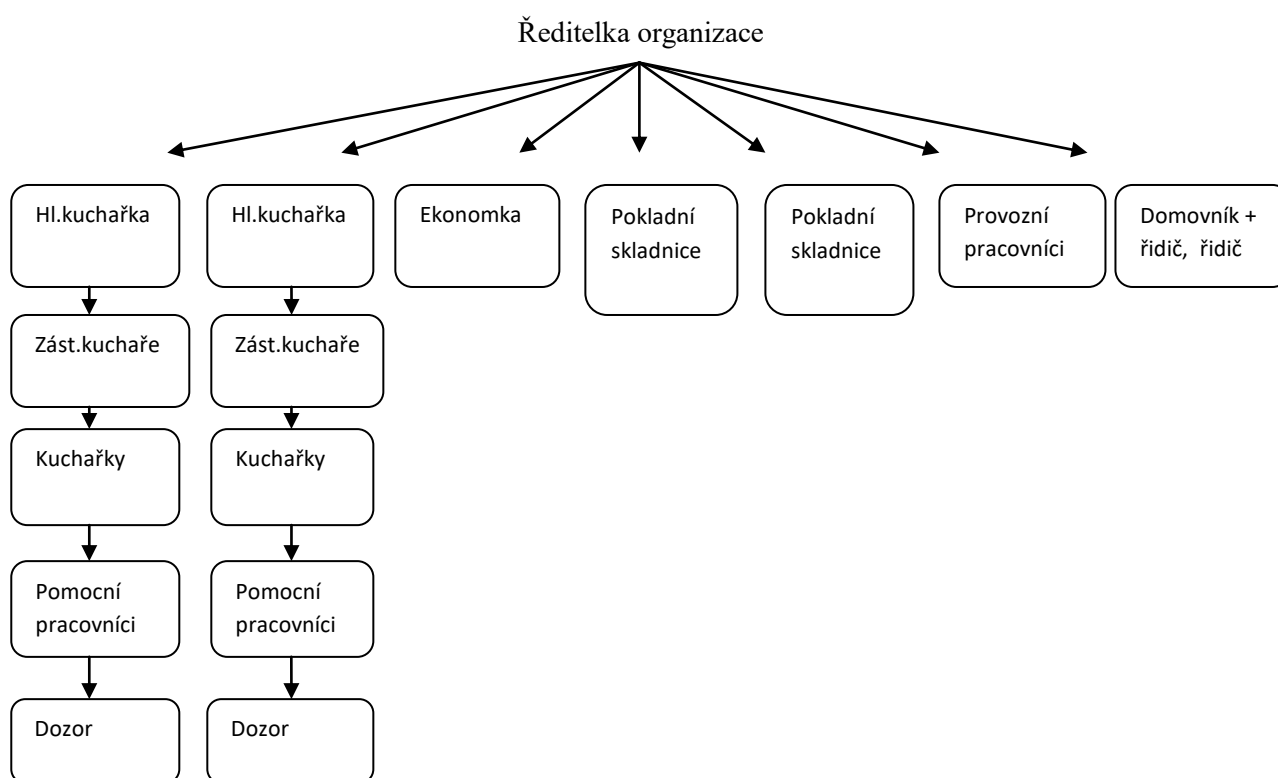 Ředitelka organizace
Hl.kuchařka
Hl.kuchařka
Ekonomka
Pokladní
skladnice
Pokladní
skladnice
Provozní
pracovníci
Domovník +
řidič, řidič
Zást.kuchaře
Zást.kuchaře
Kuchařky
Kuchařky
Pomocní
pracovníci
Pomocní
pracovníci
Dozor
Dozor